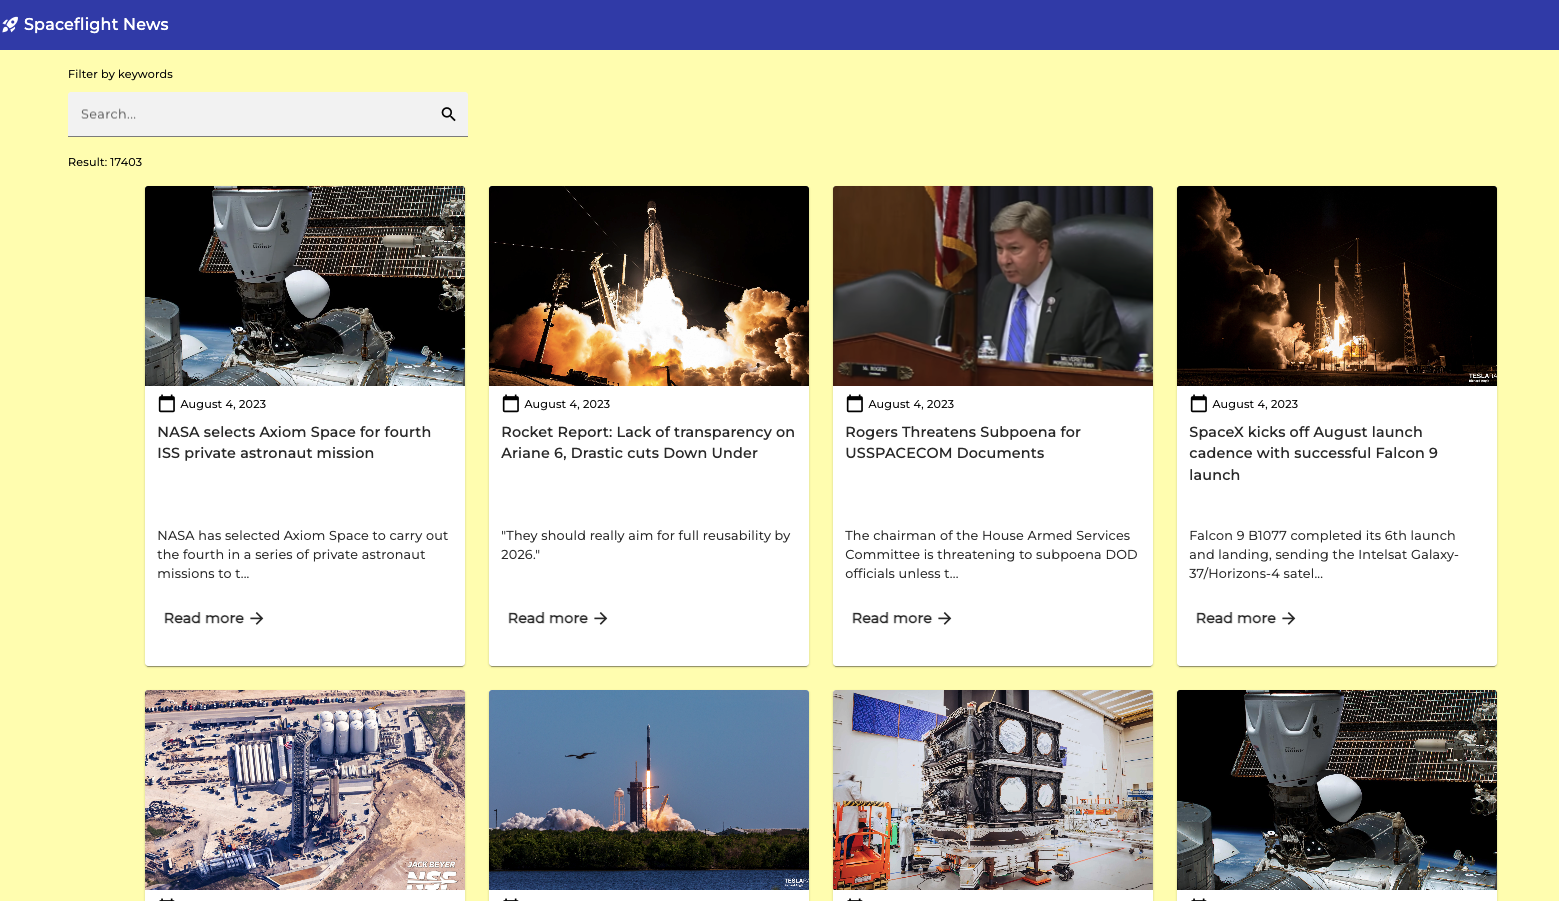 Spaceflight News
Filter by keywords
Search...
Result: 17403
August 4, 2023
NASA selects Axiom Space for fourth
ISS private astronaut mission
NASA has selected Axiom Space to carry out
the fourth in a series of private astronaut
missions to t...
Read more
August 4, 2023
Rocket Report: Lack of transparency on
Ariane 6, Drastic cuts Down Under
"They should really aim for full reusability by
2026."
Read more
August 4, 2023
Rogers Threatens Subpoena for
USSPACECOM Documents
The chairman of the House Armed Services
Committee is threatening to subpoena DOD
officials unless t...
Read more
TESLA
August 4, 2023
SpaceX kicks off August launch
cadence with successful Falcon 9
launch
Falcon 9 B1077 completed its 6th launch
and landing, sending the Intelsat Galaxy-
37/Horizons-4 satel...
Read more
JACK BEYER
NSF
TESLA